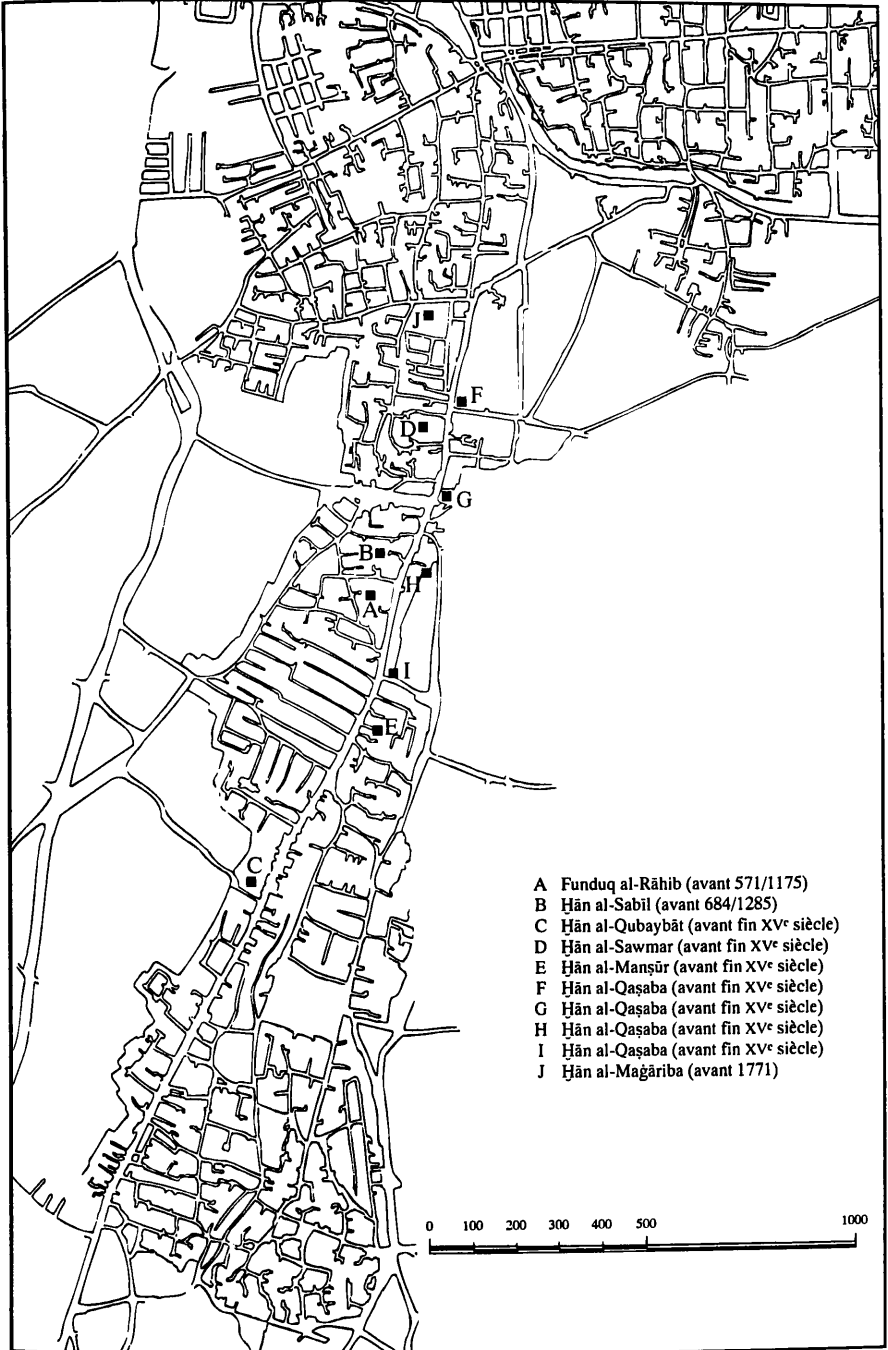 J
F
D
G
B
H
A
I
E
C
A Funduq al-Rāhib (avant 571/1175)
B Ḫān al-Sabīl (avant 684/1285)
C Ḫān al-Qubaybāt (avant fin XVᵉ siècle)
D Ḫān al-Sawmar (avant fin XVᵉ siècle)
E Ḫān al-Manṣūr (avant fin XVᵉ siècle)
F Ḫān al-Qaṣaba (avant fin XVᵉ siècle)
G Ḫān al-Qaṣaba (avant fin XVᵉ siècle)
H Ḫān al-Qaṣaba (avant fin XVᵉ siècle)
I Ḫān al-Qaṣaba (avant fin XVᵉ siècle)
J Ḫān al-Maġāriba (avant 1771)
0 100 200 300 400 500 1000